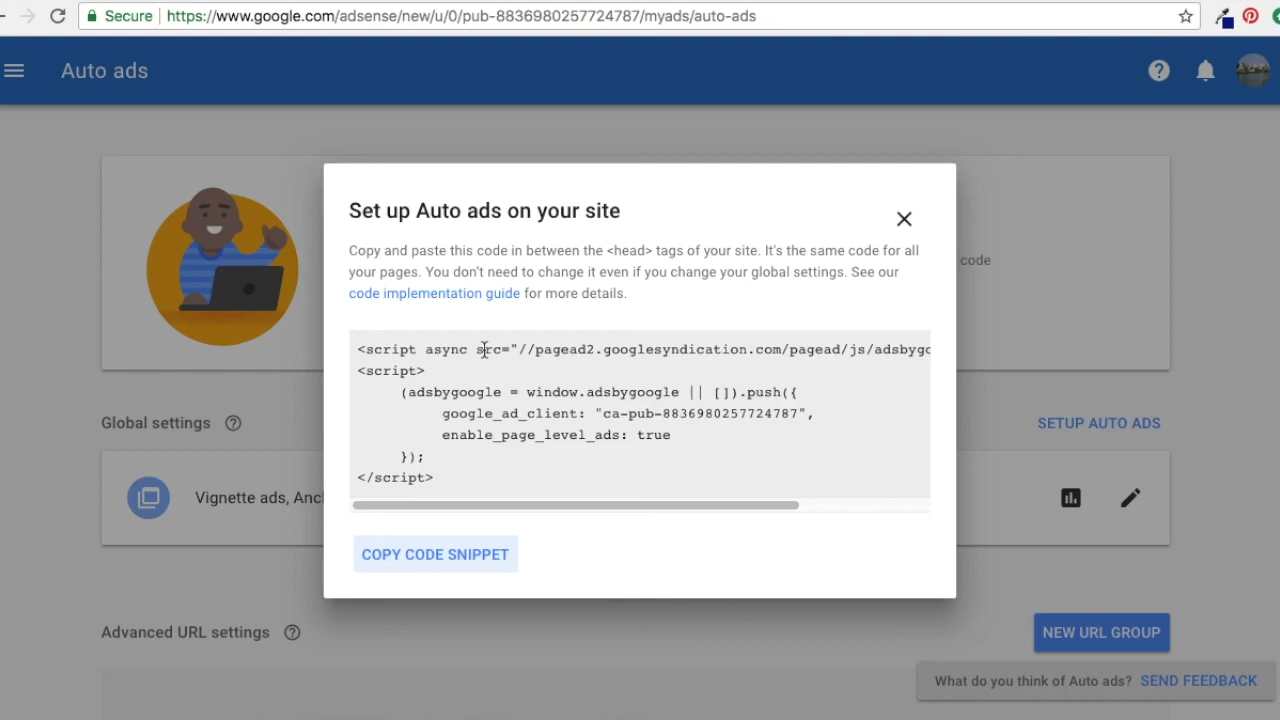 Secure https://www.google.com/adsense/new/u/0/pub-8836980257724787/myads/auto-ads
Auto ads
Set up Auto ads on your site
Copy and paste this code in between the <head> tags of your site. It's the same code for all
your pages. You don't need to change it even if you change your global settings. See our
code implementation guide for more details.
code
<script async src="//pagead2.googlesyndication.com/pagead/js/adsbygo
<script>
(adsbygoogle = window.adsbygoogle || []).push({
google_ad_client: "ca-pub-8836980257724787",
enable_page_level_ads: true
});
</script>
COPY CODE SNIPPET
Global settings
SETUP AUTO ADS
Vignette ads, Anc
Advanced URL settings
NEW URL GROUP
What do you think of Auto ads? SEND FEEDBACK